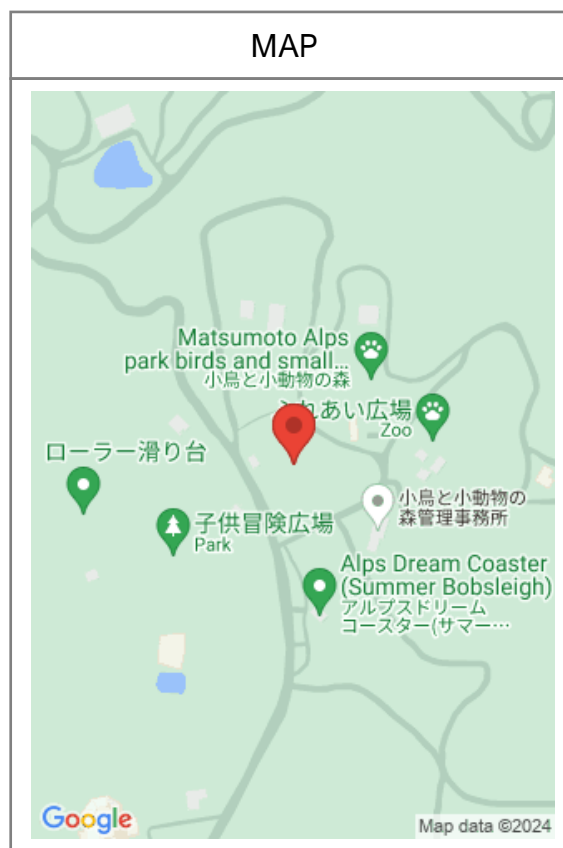 MAP
Matsumoto Alps
park birds and small...
小鳥と小動物の森
ふれあい広場
Zoo
ローラー滑り台
小鳥と小動物の
森管理事務所
子供冒険広場
Park
Alps Dream Coaster
(Summer Bobsleigh)
アルプスドリーム
コースター(サマー…
Google
Map data ©2024